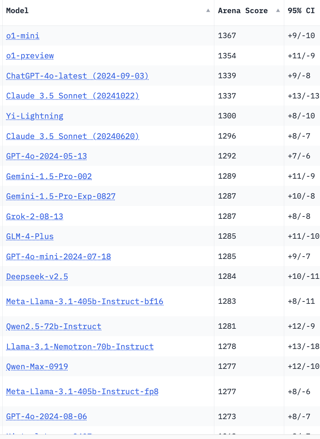 Model Arena Score 95% CI
o1-mini 1367 +9/-10
o1-preview 1354 +11/-9
ChatGPT-4o-latest (2024-09-03) 1339 +9/-8
Claude 3.5 Sonnet (20241022) 1337 +13/-13
Yi-Lightning 1300 +8/-10
Claude 3.5 Sonnet (20240620) 1296 +8/-7
GPT-4o-2024-05-13 1292 +7/-6
Gemini-1.5-Pro-002 1289 +11/-9
Gemini-1.5-Pro-Exp-0827 1287 +10/-8
Grok-2-08-13 1287 +8/-8
GLM-4-Plus 1285 +11/-10
GPT-4o-mini-2024-07-18 1285 +9/-7
Deepseek-v2.5 1284 +10/-11
Meta-Llama-3.1-405b-Instruct-bf16 1283 +8/-11
Qwen2.5-72b-Instruct 1281 +12/-9
Llama-3.1-Nemotron-70b-Instruct 1278 +13/-18
Qwen-Max-0919 1277 +12/-10
Meta-Llama-3.1-405b-Instruct-fp8 1277 +8/-6
GPT-4o-2024-08-06 1273 +8/-7